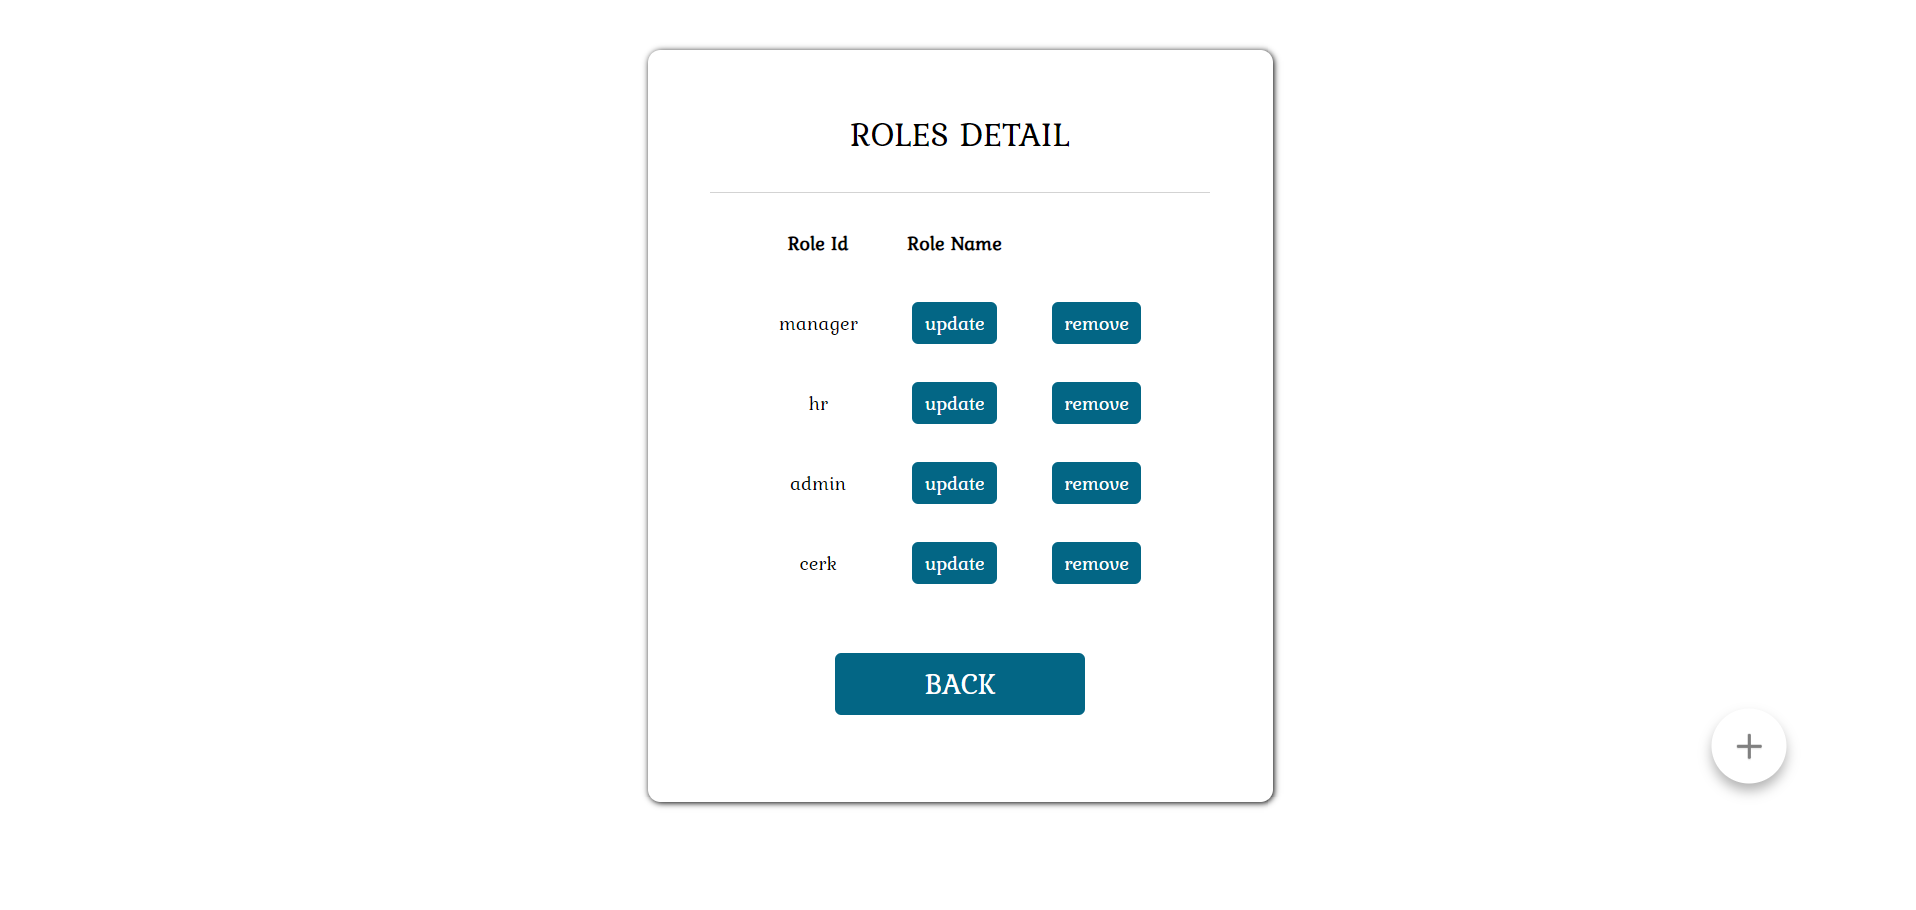 ROLES DETAIL
Role Id Role Name
manager update remove
hr update remove
admin update remove
cerk update remove
BACK
+